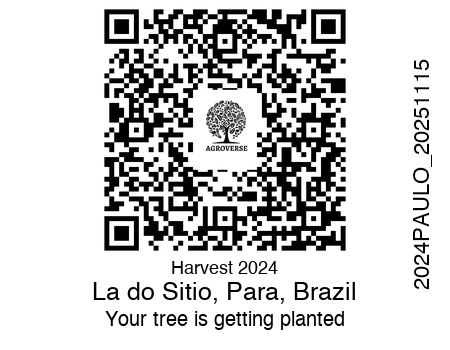 AGROVERSE
Harvest 2024
La do Sitio, Para, Brazil
Your tree is getting planted
2024PAULO_20251115